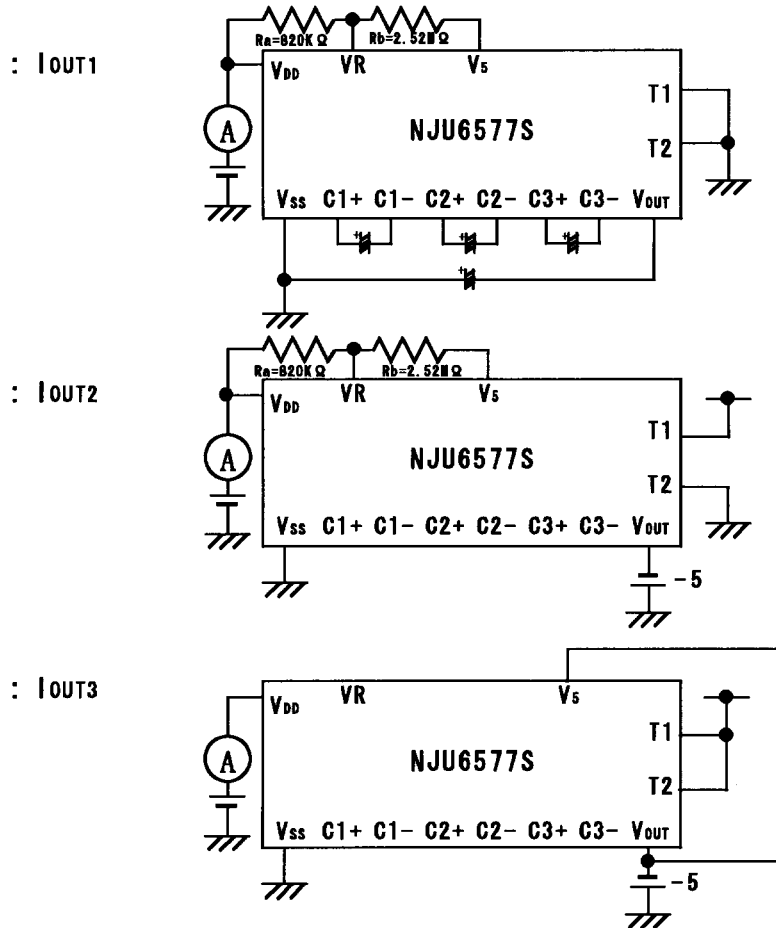 Ra=820KΩ Rb=2.52MΩ
: IOUT1
VDD VR V5
T1
A
NJU6577S
T2
VSS C1+ C1- C2+ C2- C3+ C3- VOUT
+ + +
+
Ra=820KΩ Rb=2.52MΩ
: IOUT2
VDD VR V5
T1
A
NJU6577S
T2
VSS C1+ C1- C2+ C2- C3+ C3- VOUT
-5
: IOUT3
VDD VR V5
T1
A
NJU6577S
T2
VSS C1+ C1- C2+ C2- C3+ C3- VOUT
-5